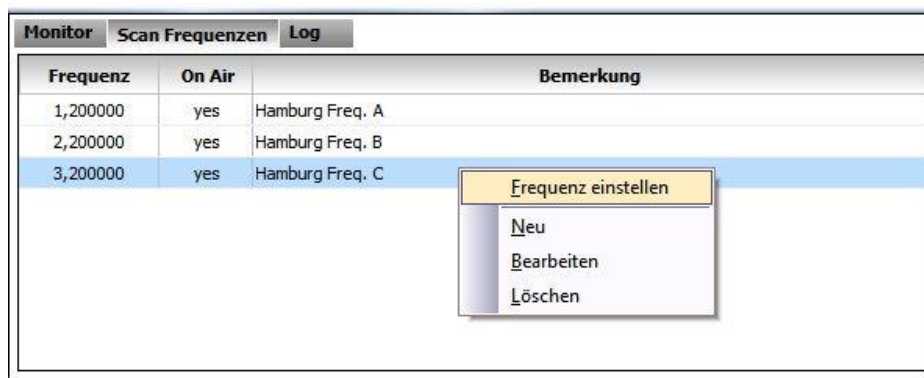 Monitor Scan Frequenzen Log
Frequenz On Air Bemerkung
1,200000 yes Hamburg Freq. A
2,200000 yes Hamburg Freq. B
3,200000 yes Hamburg Freq. C
Frequenz einstellen
Neu
Bearbeiten
Löschen